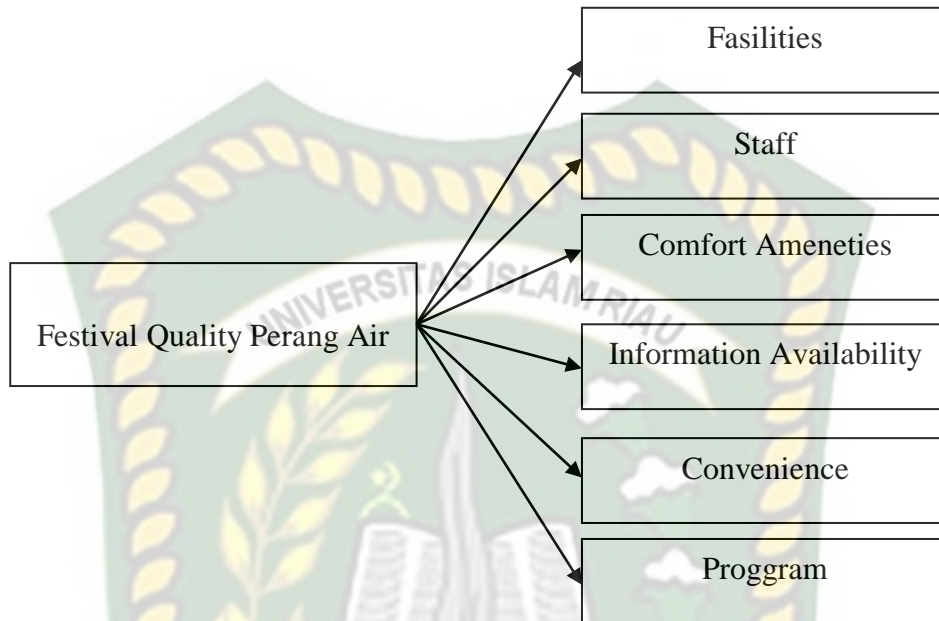 Fasilities
Staff
Comfort Ameneties
UNIVERSITAS ISLAM RIAU
Festival Quality Perang Air
Information Availability
Convenience
Proggram